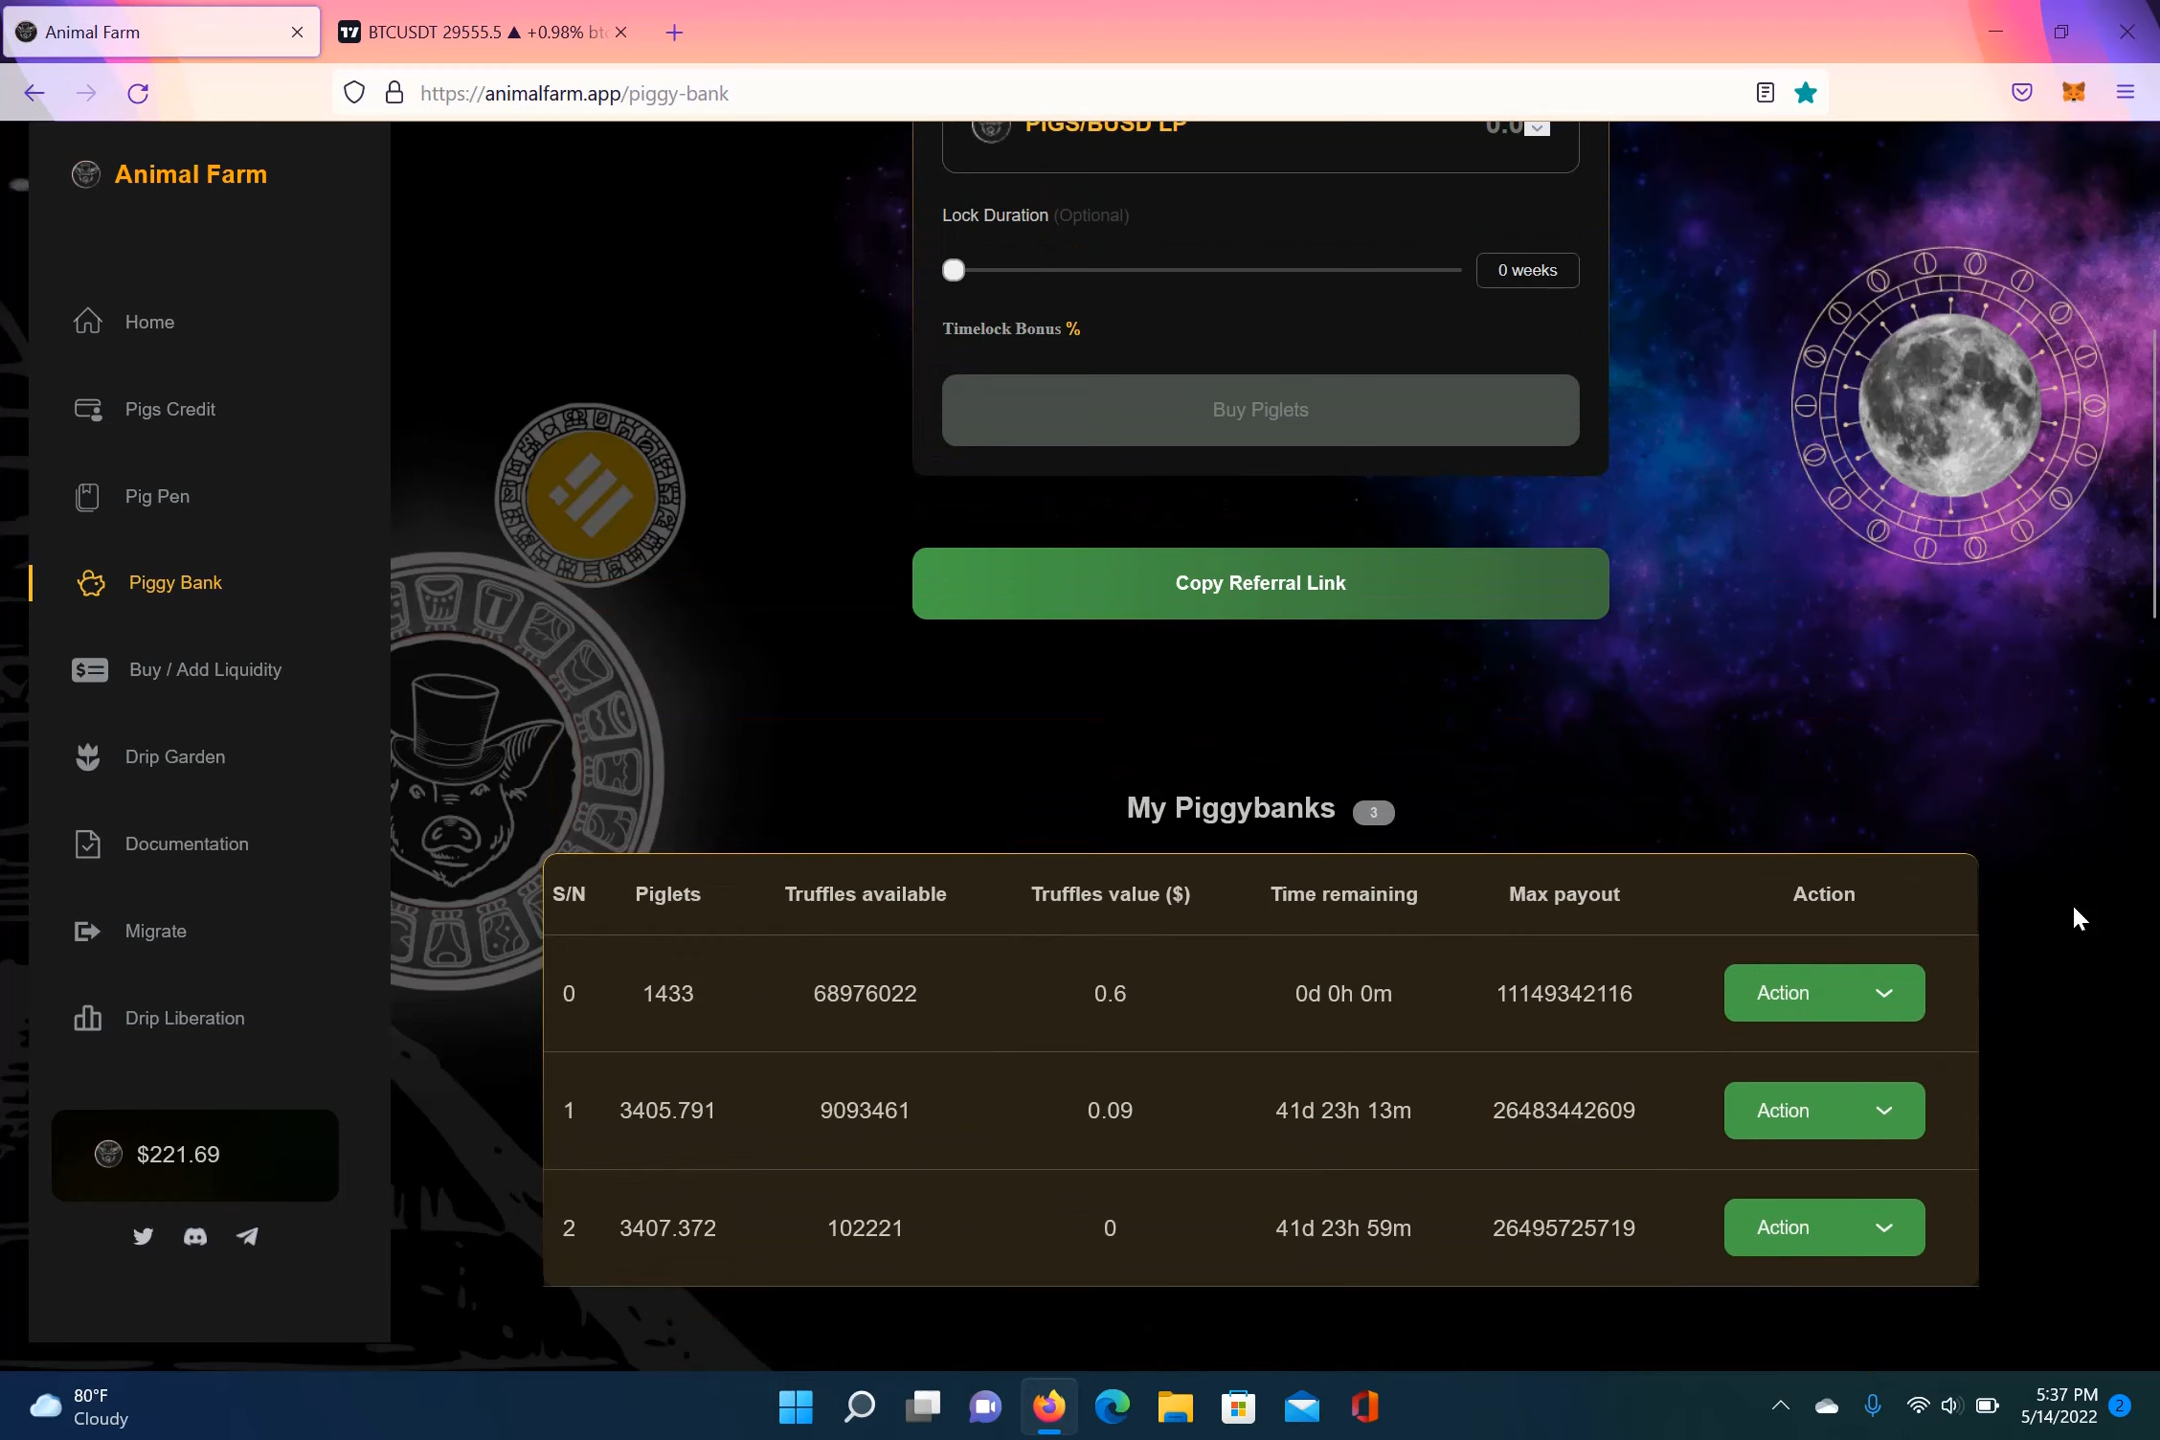 Animal Farm
BTCUSDT 29555.5 ▲ +0.98% btc
https://animalfarm.app/piggy-bank
Animal Farm
Home
Pigs Credit
Pig Pen
Piggy Bank
Buy / Add Liquidity
Drip Garden
Documentation
Migrate
Drip Liberation
$221.69
PIGS/BUSD LP
0.0
Lock Duration (Optional)
0 weeks
Timelock Bonus %
Buy Piglets
Copy Referral Link
My Piggybanks 3
S/N Piglets Truffles available Truffles value ($) Time remaining Max payout Action
0 1433 68976022 0.6 0d 0h 0m 11149342116 Action
1 3405.791 9093461 0.09 41d 23h 13m 26483442609 Action
2 3407.372 102221 0 41d 23h 59m 26495725719 Action
80°F
Cloudy
5:37 PM
5/14/2022
2